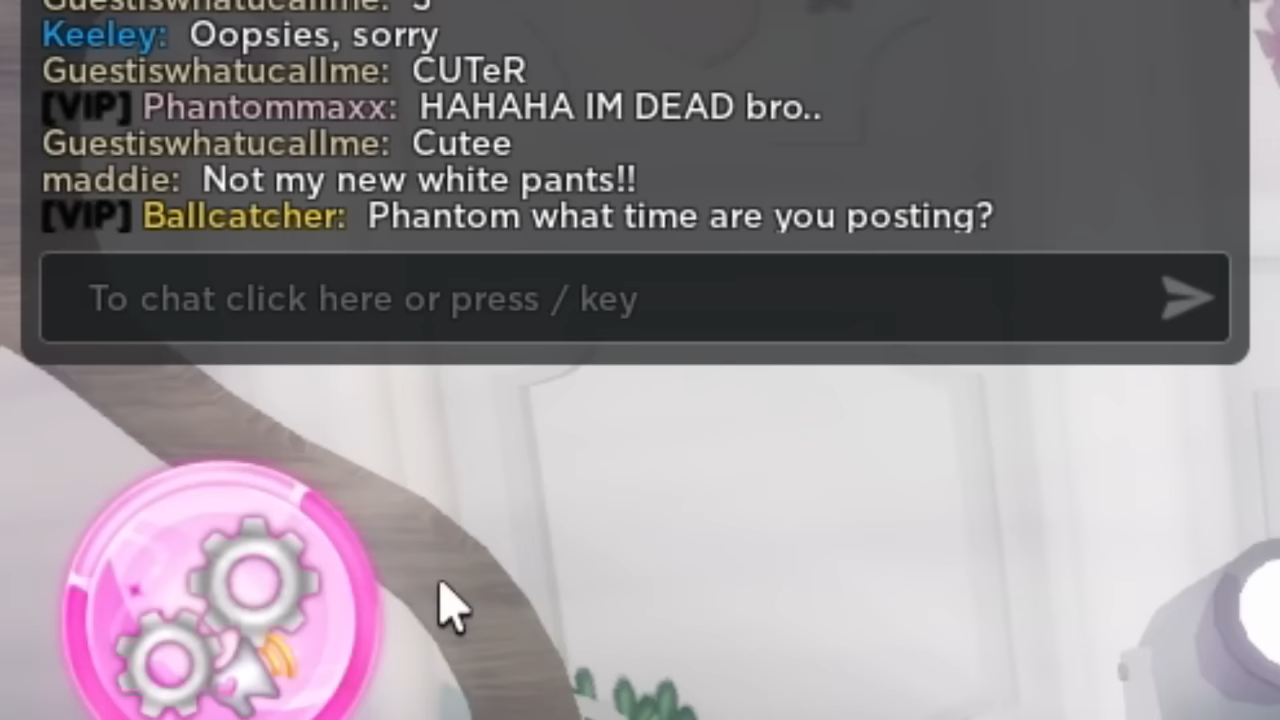 Guestiswhatucallme:
Keeley: Oopsies, sorry
Guestiswhatucallme: CUTeR
[VIP] Phantommaxx: HAHAHA IM DEAD bro..
Guestiswhatucallme: Cutee
maddie: Not my new white pants!!
[VIP] Ballcatcher: Phantom what time are you posting?
To chat click here or press / key